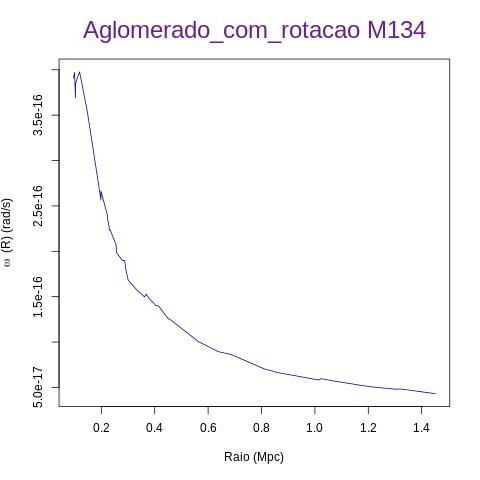 Aglomerado_com_rotacao M134
ω (R) (rad/s)
3.5e-16
2.5e-16
1.5e-16
5.0e-17
0.2 0.4 0.6 0.8 1.0 1.2 1.4
Raio (Mpc)